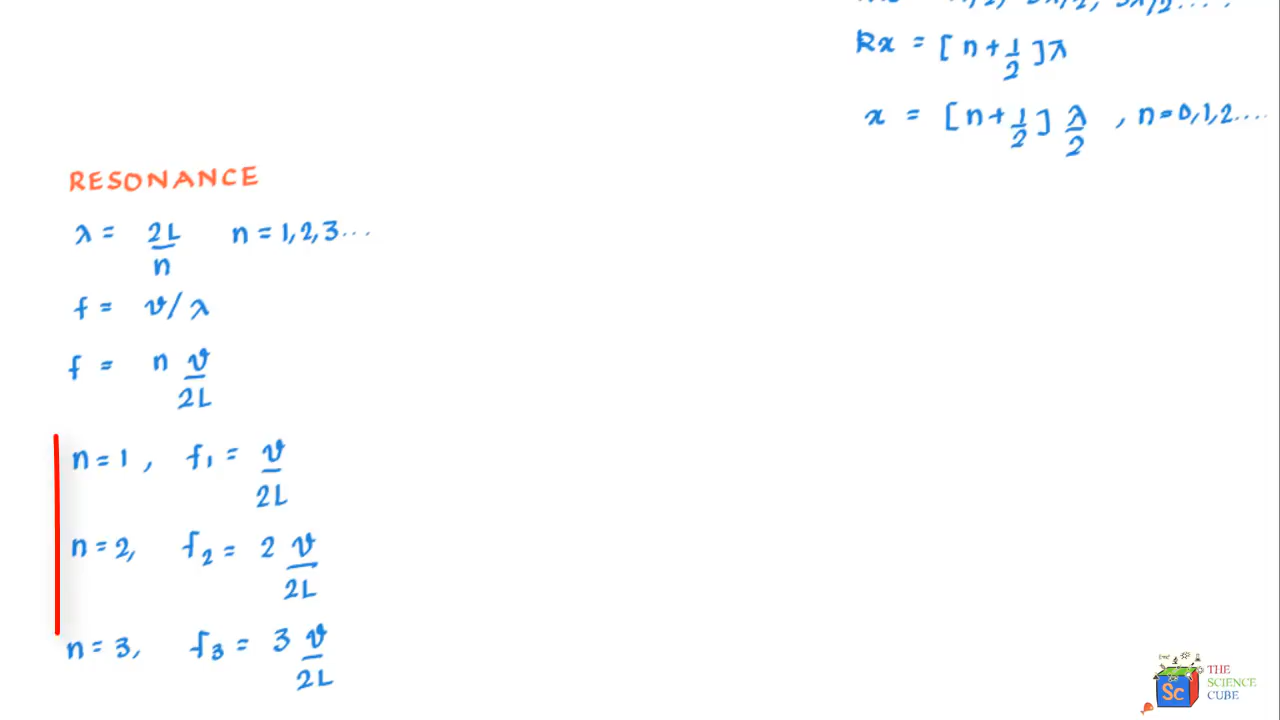 Rx = [ n + 1/2 ] λ
x = [ n + 1/2 ] λ/2 , n = 0, 1, 2 ....
RESONANCE
λ = 2L/n n = 1, 2, 3 ...
f = v / λ
f = n v/2L
n = 1 , f₁ = v/2L
n = 2, f₂ = 2 v/2L
n = 3, f₃ = 3 v/2L
Sc
THE
SCIENCE
CUBE